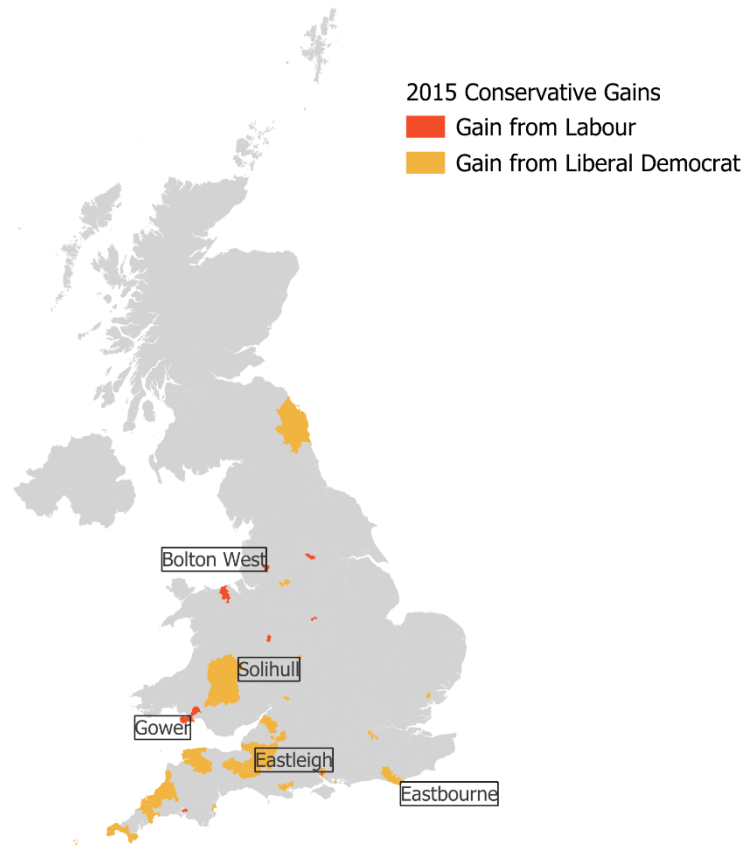 2015 Conservative Gains
Gain from Labour
Gain from Liberal Democrat
Bolton West
Solihull
Gower
Eastleigh
Eastbourne